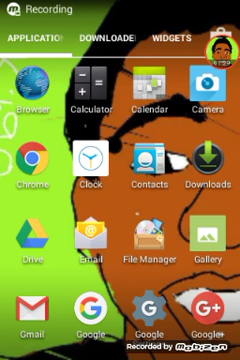 Recording
APPLICATIO
DOWNLOADE
WIDGETS
Browser
Calculator
Calendar
Camera
Chrome
Clock
Contacts
Downloads
Drive
Email
File Manager
Gallery
Gmail
Google
Google
Google+
Recorded by Mobizen